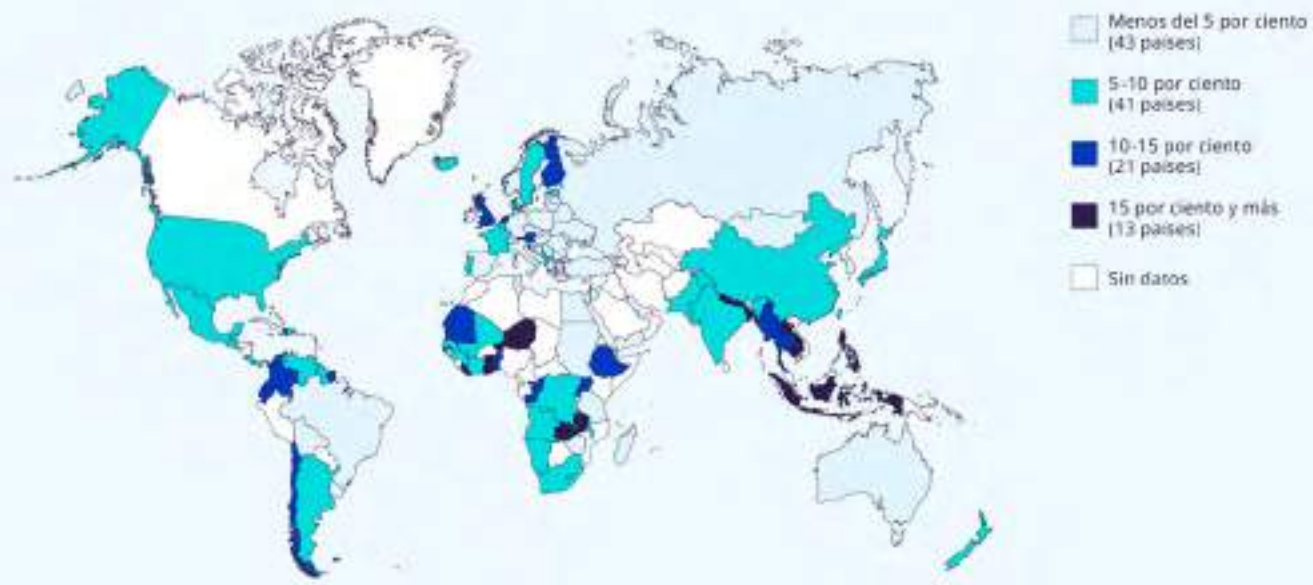 Menos del 5 por ciento
(43 países)
5-10 por ciento
(41 países)
10-15 por ciento
(21 países)
15 por ciento y más
(13 países)
Sin datos